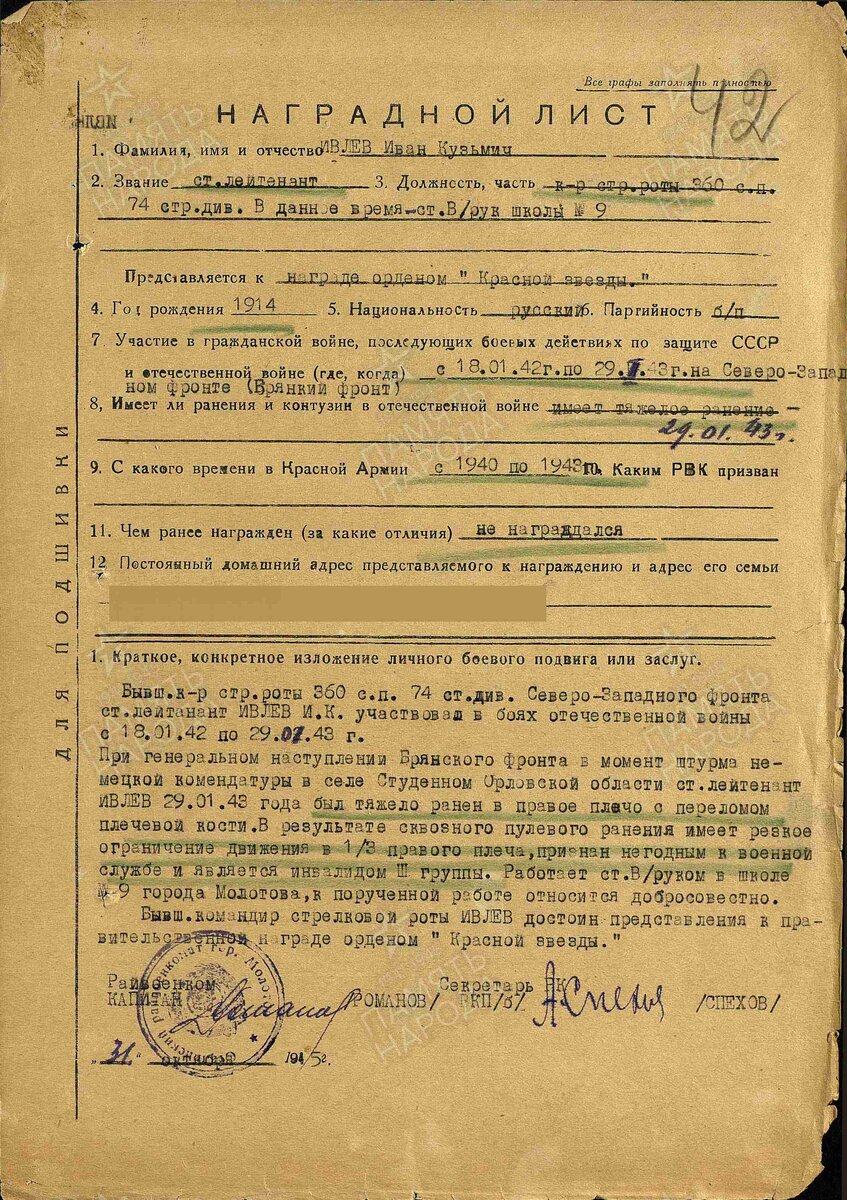 Все графы заполнять полностью
42
НАГРАДНОЙ ЛИСТ
1. Фамилия, имя и отчество ИВЛЕВ Иван Кузьмич
2. Звание ст.лейтенант 3. Должность, часть к-р стр.роты 360 с.п.
74 стр.див. В данное время-ст.В/рук школы № 9
Представляется к награде орденом " Красной звезды."
4. Год рождения 1914 5. Национальность русский 6. Партийность б/п
7. Участие в гражданской войне, последующих боевых действиях по защите СССР
и отечественной войне (где, когда) с 18.01.42г.по 29.I.43г.на Северо-Запад
ном фронте (Брянкий фронт)
8, Имеет ли ранения и контузии в отечественной войне имеет тяжелое ранение -
29.01.43г.
9. С какого времени в Красной Армии с 1940 по 1943г. 10. Каким РВК призван
11. Чем ранее награжден (за какие отличия) не награждался
12 Постоянный домашний адрес представляемого к награждению и адрес его семьи
1. Краткое, конкретное изложение личного боевого подвига или заслуг.
Бывш.к-р стр.роты 360 с.п. 74 ст.див. Северо-Западного фронта
ст.лейтанант ИВЛЕВ И.К. участвовал в боях отечественной войны
с 18.01.42 по 29.01.43 г.
При генеральном наступлении Брянского фронта в момент штурма не-
мецкой комендатуры в селе Студенном Орловской области ст.лейтенант
ИВЛЕВ 29.01.43 года был тяжело ранен в правое плечо с переломом
плечевой кости.В результате сквозного пулевого ранения имеет резкое
ограничение движения в 1/3 правого плеча,признан негодным к военной
службе и является инвалидом Ш группы. Работает ст.В/руком в школе
№ 9 города Молотова,к порученной работе относится добросовестно.
Бывш.командир стрелковой роты ИВЛЕВ достоин представления к пра-
вительственной награде орденом " Красной звезды."
Райвоенком Секретарь РК
КАПИТАН РОМАНОВ/ ВКП/б/ /СПЕХОВ/
"31" 1945г.
ДЛЯ ПОДШИВКИ
ПАМЯТЬ НАРОДА